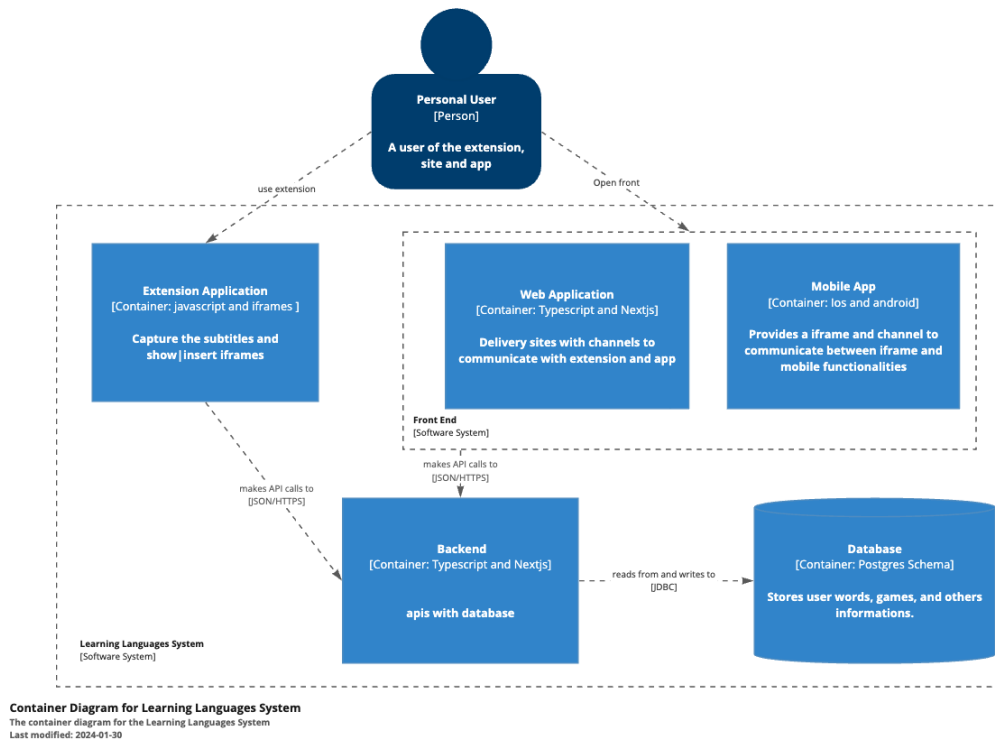 Personal User
[Person]
A user of the extension,
site and app
use extension
Open front
Extension Application
[Container: javascript and iframes ]
Capture the subtitles and
show|insert iframes
Web Application
[Container: Typescript and Nextjs]
Delivery sites with channels to
communicate with extension and app
Mobile App
[Container: Ios and android]
Provides a iframe and channel to
communicate between iframe and
mobile functionalities
Front End
[Software System]
makes API calls to
[JSON/HTTPS]
makes API calls to
[JSON/HTTPS]
Backend
[Container: Typescript and Nextjs]
apis with database
reads from and writes to
[JDBC]
Database
[Container: Postgres Schema]
Stores user words, games, and others
informations.
Learning Languages System
[Software System]
Container Diagram for Learning Languages System
The container diagram for the Learning Languages System
Last modified: 2024-01-30